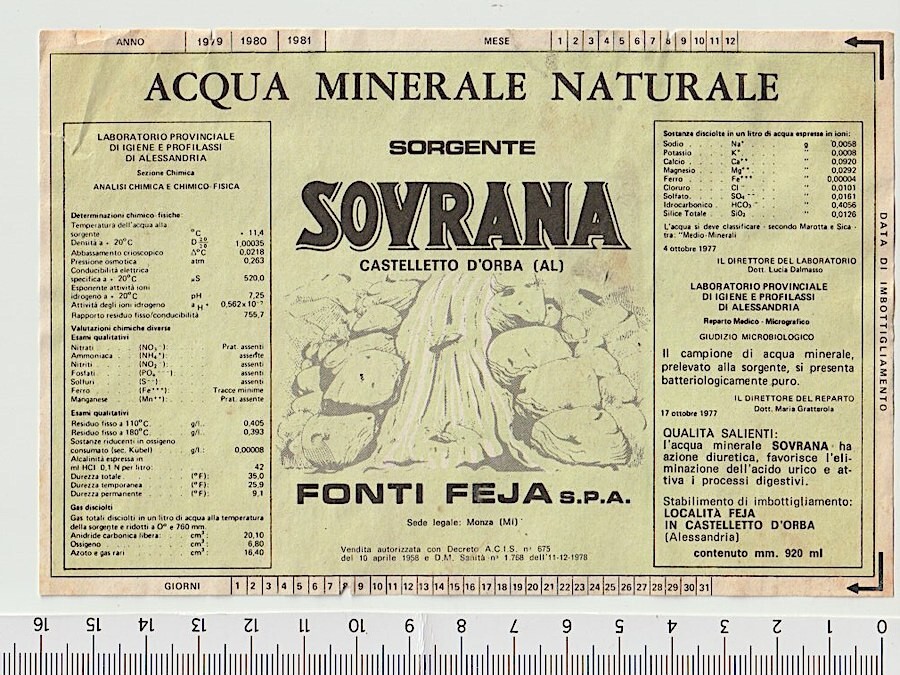 ANNO 1979 1980 1981 MESE 1 2 3 4 5 6 7 8 9 10 11 12
ACQUA MINERALE NATURALE
LABORATORIO PROVINCIALE
DI IGIENE E PROFILASSI
DI ALESSANDRIA
Sezione Chimica
ANALISI CHIMICA E CHIMICO-FISICA
Determinazioni chimico-fisiche:
Temperatura dell'acqua alla
sorgente °C + 11,4
Densità a + 20°C D 20/20 1,00035
Abbassamento crioscopico Δ°C 0,0218
Pressione osmotica atm 0,263
Conducibilità elettrica
specifica a + 20°C µS 520.0
Esponente attività ioni
idrogeno a + 20°C pH 7,25
Attività degli ioni idrogeno aH+ 0,562x10⁻⁷
Rapporto residuo fisso/conducibilità 755,7
Valutazioni chimiche diverse
Esami qualitativi
Nitrati (NO₃⁻): Prat. assenti
Ammoniaca (NH₄⁺): assente
Nitriti (NO₂⁻): assenti
Fosfati (PO₄⁻⁻⁻): assenti
Solfuri (S⁻⁻): assenti
Ferro (Fe⁺⁺⁺): Tracce minime
Manganese (Mn⁺⁺): Prat. assente
Esami qualitativi
Residuo fisso a 110°C. g/l.. 0,405
Residuo fisso a 180°C. g/l.. 0,393
Sostanze riducenti in ossigeno
consumato (sec. Kubel) g/l.: 0,00008
Alcalinità espressa in
ml HCl 0,1 N per litro: 42
Durezza totale (°F): 35,0
Durezza temporanea (°F): 25,9
Durezza permanente (°F): 9,1
Gas disciolti
Gas totali disciolti in un litro di acqua alla temperatura
della sorgente e ridotti a 0° e 760 mm.
Anidride carbonica libera: cm³: 20,10
Ossigeno cm³: 6,80
Azoto e gas rari cm³: 16,40
SORGENTE
SOVRANA
CASTELLETTO D'ORBA (AL)
FONTI FEJA S.P.A.
Sede legale: Monza (Mi)
Vendita autorizzata con Decreto A.C.I.S. n° 675
del 10 aprile 1958 e D.M. Sanità n° 1.768 dell'11-12-1978
Sostanze disciolte in un litro di acqua espresse in ioni:
Sodio Na⁺ g 0,0058
Potassio K⁺ " 0,0008
Calcio Ca⁺⁺ " 0,0920
Magnesio Mg⁺⁺ " 0,0292
Ferro Fe⁺⁺⁺ " 0,00004
Cloruro Cl⁻ " 0,0101
Solfato SO₄⁻⁻ " 0,0161
Idrocarbonico HCO₃⁻ " 0,4056
Silice Totale SiO₂ " 0,0126
L'acqua si deve classificare - secondo Marotta e Sica -
tra: "Medio-Minerali
4 ottobre 1977
IL DIRETTORE DEL LABORATORIO
Dott. Lucia Dalmasso
LABORATORIO PROVINCIALE
DI IGIENE E PROFILASSI
DI ALESSANDRIA
Reparto Medico - Micrografico
GIUDIZIO MICROBIOLOGICO
Il campione di acqua minerale,
prelevato alla sorgente, si presenta
batteriologicamente puro.
IL DIRETTORE DEL REPARTO
Dott. Maria Grattarola
17 ottobre 1977
QUALITÀ SALIENTI:
l'acqua minerale SOVRANA ha
azione diuretica, favorisce l'eli-
minazione dell'acido urico e at-
tiva i processi digestivi.
Stabilimento di imbottigliamento:
LOCALITÀ FEJA
IN CASTELLETTO D'ORBA
(Alessandria)
contenuto mm. 920 ml
DATA DI IMBOTTIGLIAMENTO
GIORNI 1 2 3 4 5 6 7 8 9 10 11 12 13 14 15 16 17 18 19 20 21 22 23 24 25 26 27 28 29 30 31
16 15 14 13 12 11 10 9 8 7 6 5 4 3 2 1 0